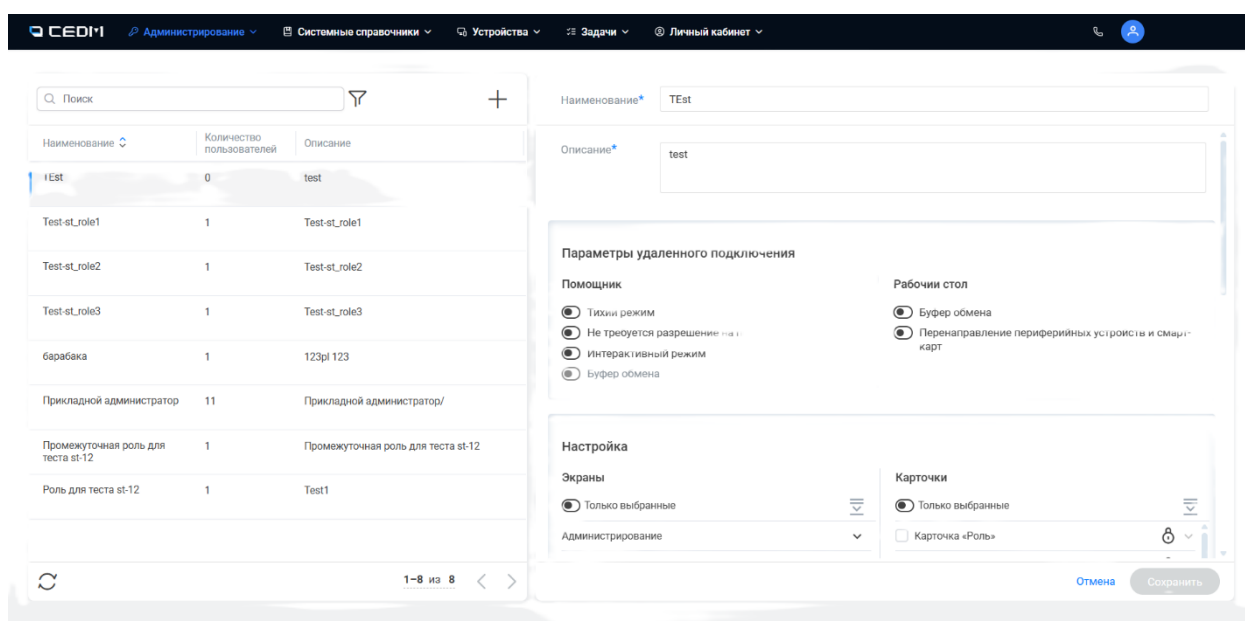 CEDM Администрирование Системные справочники Устройства Задачи Личный кабинет
Поиск
Наименование Количество пользователей Описание
TEst 0 test
Test-st_role1 1 Test-st_role1
Test-st_role2 1 Test-st_role2
Test-st_role3 1 Test-st_role3
барабака 1 123pl 123
Прикладной администратор 11 Прикладной администратор/
Промежуточная роль для теста st-12 1 Промежуточная роль для теста st-12
Роль для теста st-12 1 Test1
1–8 из 8
Наименование* TEst
Описание* test
Параметры удаленного подключения
Помощник
Тихий режим
Не требуется разрешение на
Интерактивный режим
Буфер обмена
Рабочий стол
Буфер обмена
Перенаправление периферийных устройств и смарт-
карт
Настройка
Экраны
Только выбранные
Администрирование
Карточки
Только выбранные
Карточка «Роль»
Отмена Сохранить